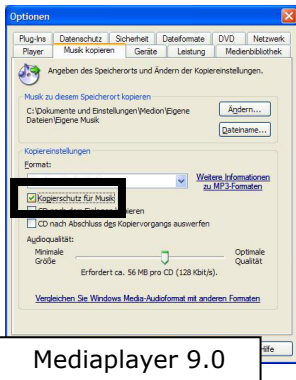 Optionen
Plug-Ins Datenschutz Sicherheit Dateiformate DVD Netzwerk
Player Musik kopieren Geräte Leistung Medienbibliothek
Angeben des Speicherorts und Ändern der Kopiereinstellungen.
Musik zu diesem Speicherort kopieren
C:\Dokumente und Einstellungen\Medion\Eigene
Dateien\Eigene Musik
Ändern...
Dateiname...
Kopiereinstellungen
Format:
Weitere Informationen
zu MP3-Formaten
Kopierschutz für Musik
CD nach Abschluss des Kopiervorgangs auswerfen
Audioqualität:
Minimale
Größe
Optimale
Qualität
Erfordert ca. 56 MB pro CD (128 Kbit/s).
Vergleichen Sie Windows Media-Audioformat mit anderen Formaten
Mediaplayer 9.0